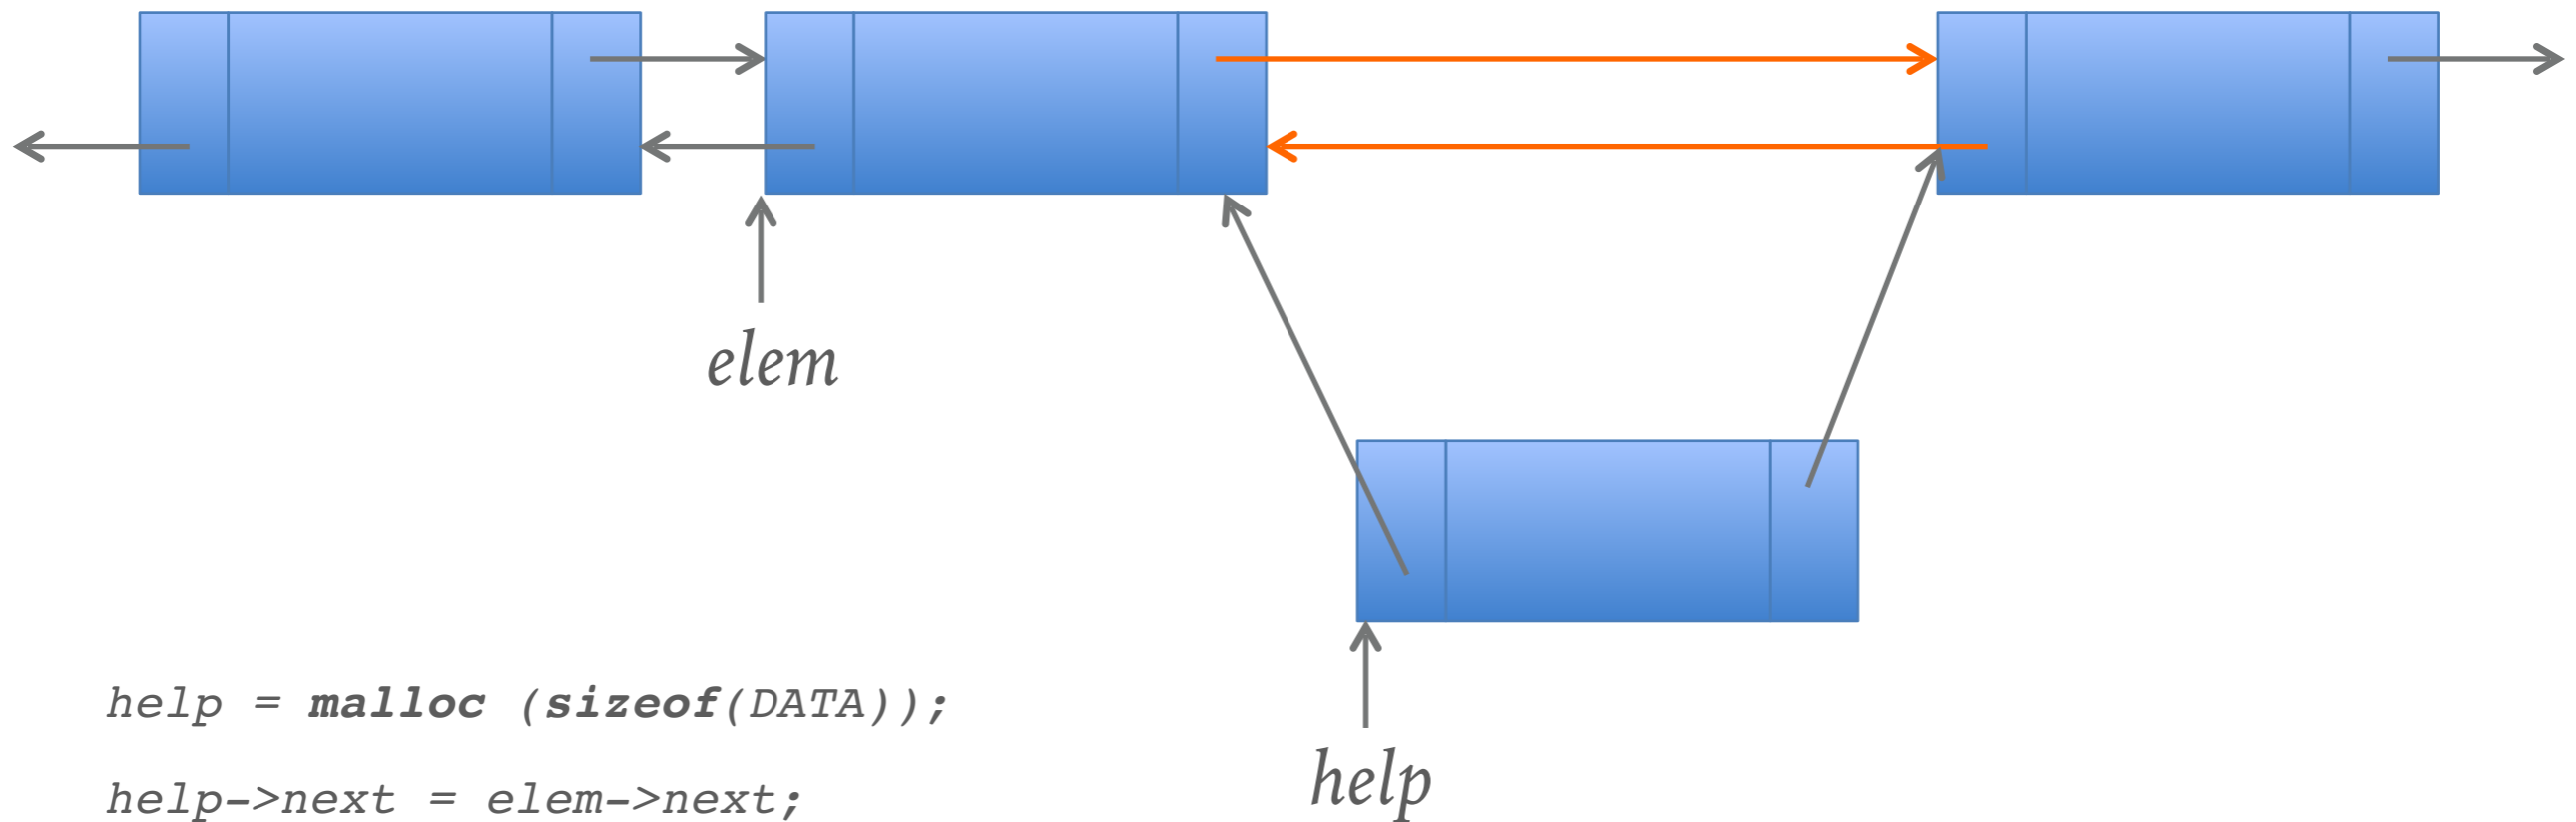 elem
help = malloc (sizeof(DATA));
help->next = elem->next;
help